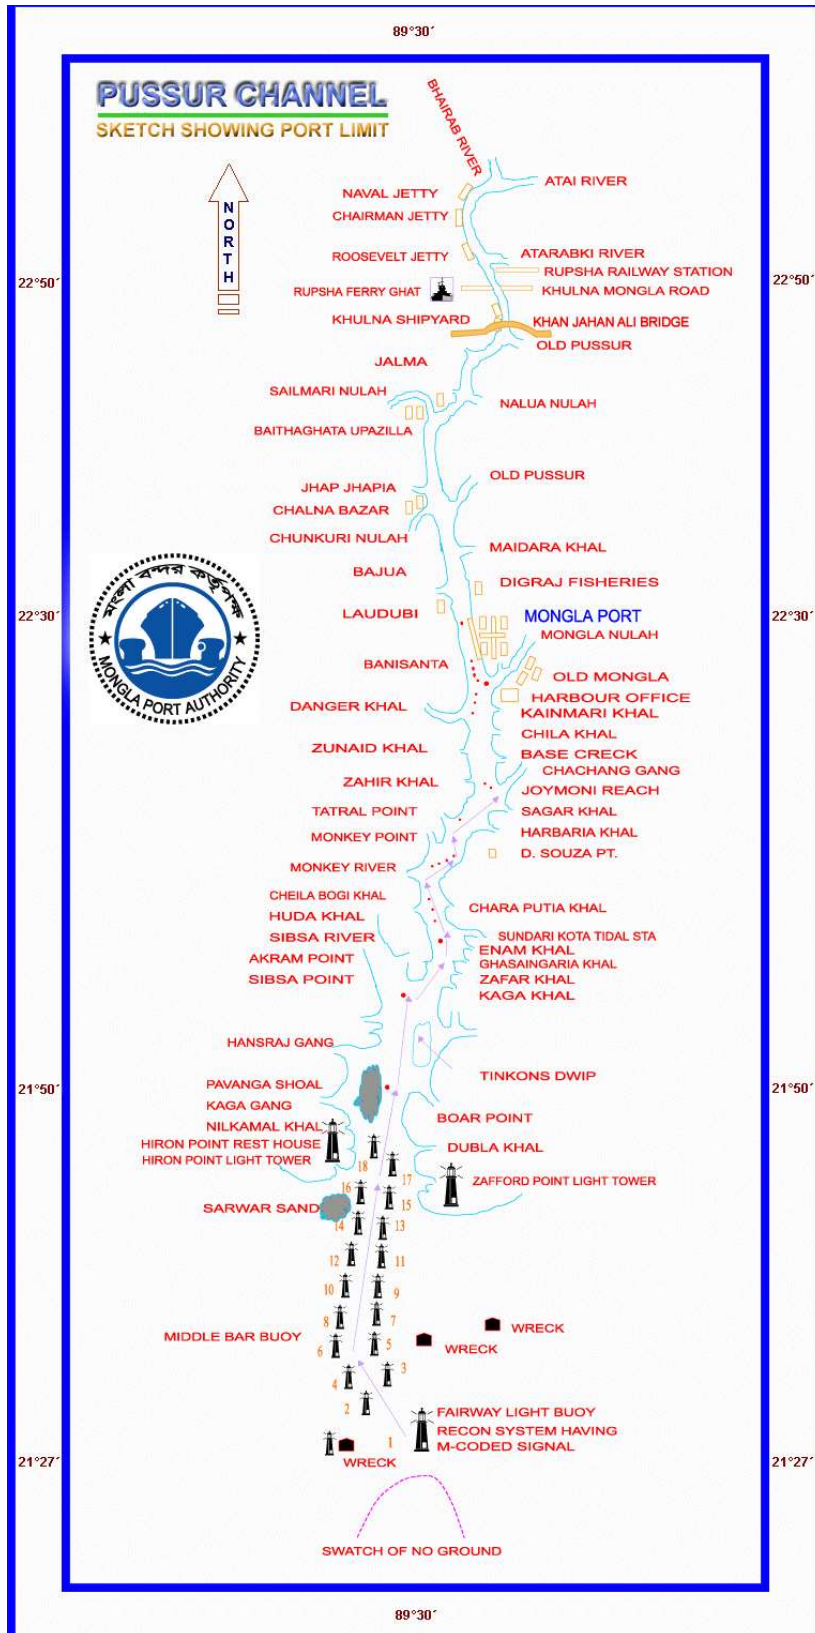 89°30´
PUSSUR CHANNEL
SKETCH SHOWING PORT LIMIT
NORTH
BHAIRAB RIVER
ATAI RIVER
NAVAL JETTY
CHAIRMAN JETTY
ROOSEVELT JETTY
ATARABKI RIVER
RUPSHA RAILWAY STATION
22°50´
22°50´
RUPSHA FERRY GHAT
KHULNA MONGLA ROAD
KHULNA SHIPYARD
KHAN JAHAN ALI BRIDGE
OLD PUSSUR
JALMA
SAILMARI NULAH
NALUA NULAH
BAITHAGHATA UPAZILLA
OLD PUSSUR
JHAP JHAPIA
CHALNA BAZAR
CHUNKURI NULAH
MAIDARA KHAL
BAJUA
DIGRAJ FISHERIES
LAUDUBI
22°30´
MONGLA PORT
22°30´
MONGLA NULAH
মংলা বন্দর কর্তৃপক্ষ
MONGLA PORT AUTHORITY
BANISANTA
OLD MONGLA
HARBOUR OFFICE
DANGER KHAL
KAINMARI KHAL
CHILA KHAL
ZUNAID KHAL
BASE CRECK
CHACHANG GANG
ZAHIR KHAL
JOYMONI REACH
TATRAL POINT
SAGAR KHAL
MONKEY POINT
HARBARIA KHAL
D. SOUZA PT.
MONKEY RIVER
CHEILA BOGI KHAL
CHARA PUTIA KHAL
HUDA KHAL
SIBSA RIVER
SUNDARI KOTA TIDAL STA
ENAM KHAL
AKRAM POINT
GHASAINGARIA KHAL
SIBSA POINT
ZAFAR KHAL
KAGA KHAL
HANSRAJ GANG
TINKONS DWIP
PAVANGA SHOAL
21°50´
21°50´
KAGA GANG
BOAR POINT
NILKAMAL KHAL
HIRON POINT REST HOUSE
DUBLA KHAL
HIRON POINT LIGHT TOWER
18
17
ZAFFORD POINT LIGHT TOWER
16
15
SARWAR SAND
14
13
12
11
10
9
8
7
WRECK
MIDDLE BAR BUOY
6
5
WRECK
4
3
2
FAIRWAY LIGHT BUOY
RECON SYSTEM HAVING
M-CODED SIGNAL
1
WRECK
21°27´
21°27´
SWATCH OF NO GROUND
89°30´